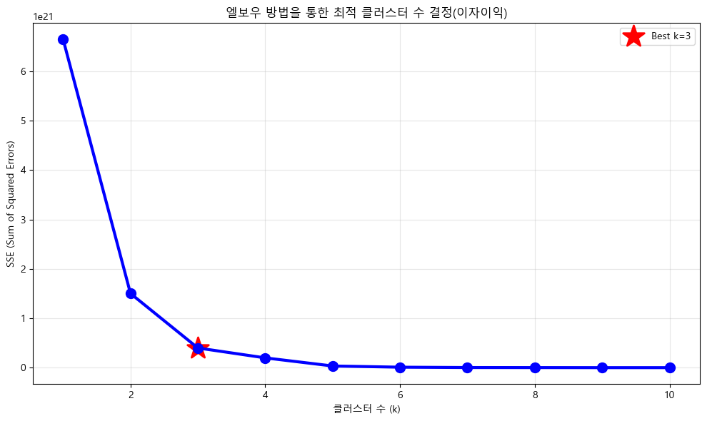 엘보우 방법을 통한 최적 클러스터 수 결정(이자이익)
1e21
Best k=3
6
5
4
3
2
1
0
SSE (Sum of Squared Errors)
2
4
6
8
10
클러스터 수 (k)